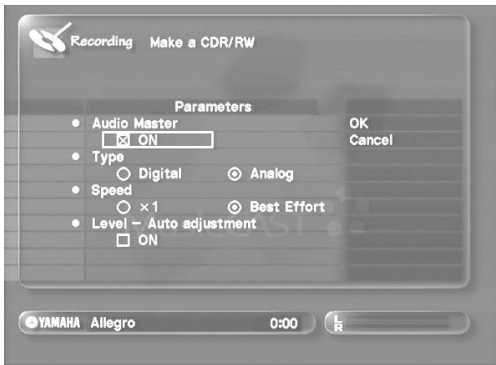 Recording Make a CDR/RW
Parameters
Audio Master
ON
OK
Cancel
Type
Digital Analog
Speed
×1 Best Effort
Level – Auto adjustment
ON
YAMAHA Allegro 0:00 L
R